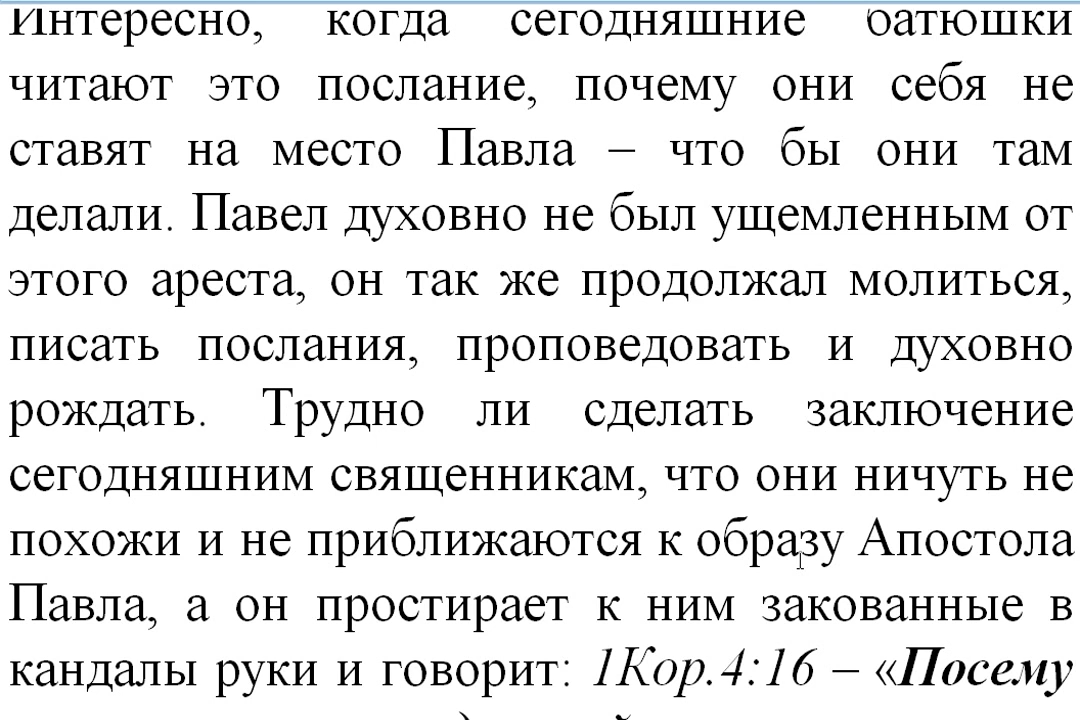 Интересно, когда сегодняшние батюшки
читают это послание, почему они себя не
ставят на место Павла – что бы они там
делали. Павел духовно не был ущемленным от
этого ареста, он так же продолжал молиться,
писать послания, проповедовать и духовно
рождать. Трудно ли сделать заключение
сегодняшним священникам, что они ничуть не
похожи и не приближаются к образу Апостола
Павла, а он простирает к ним закованные в
кандалы руки и говорит: 1Кор.4:16 – «Посему